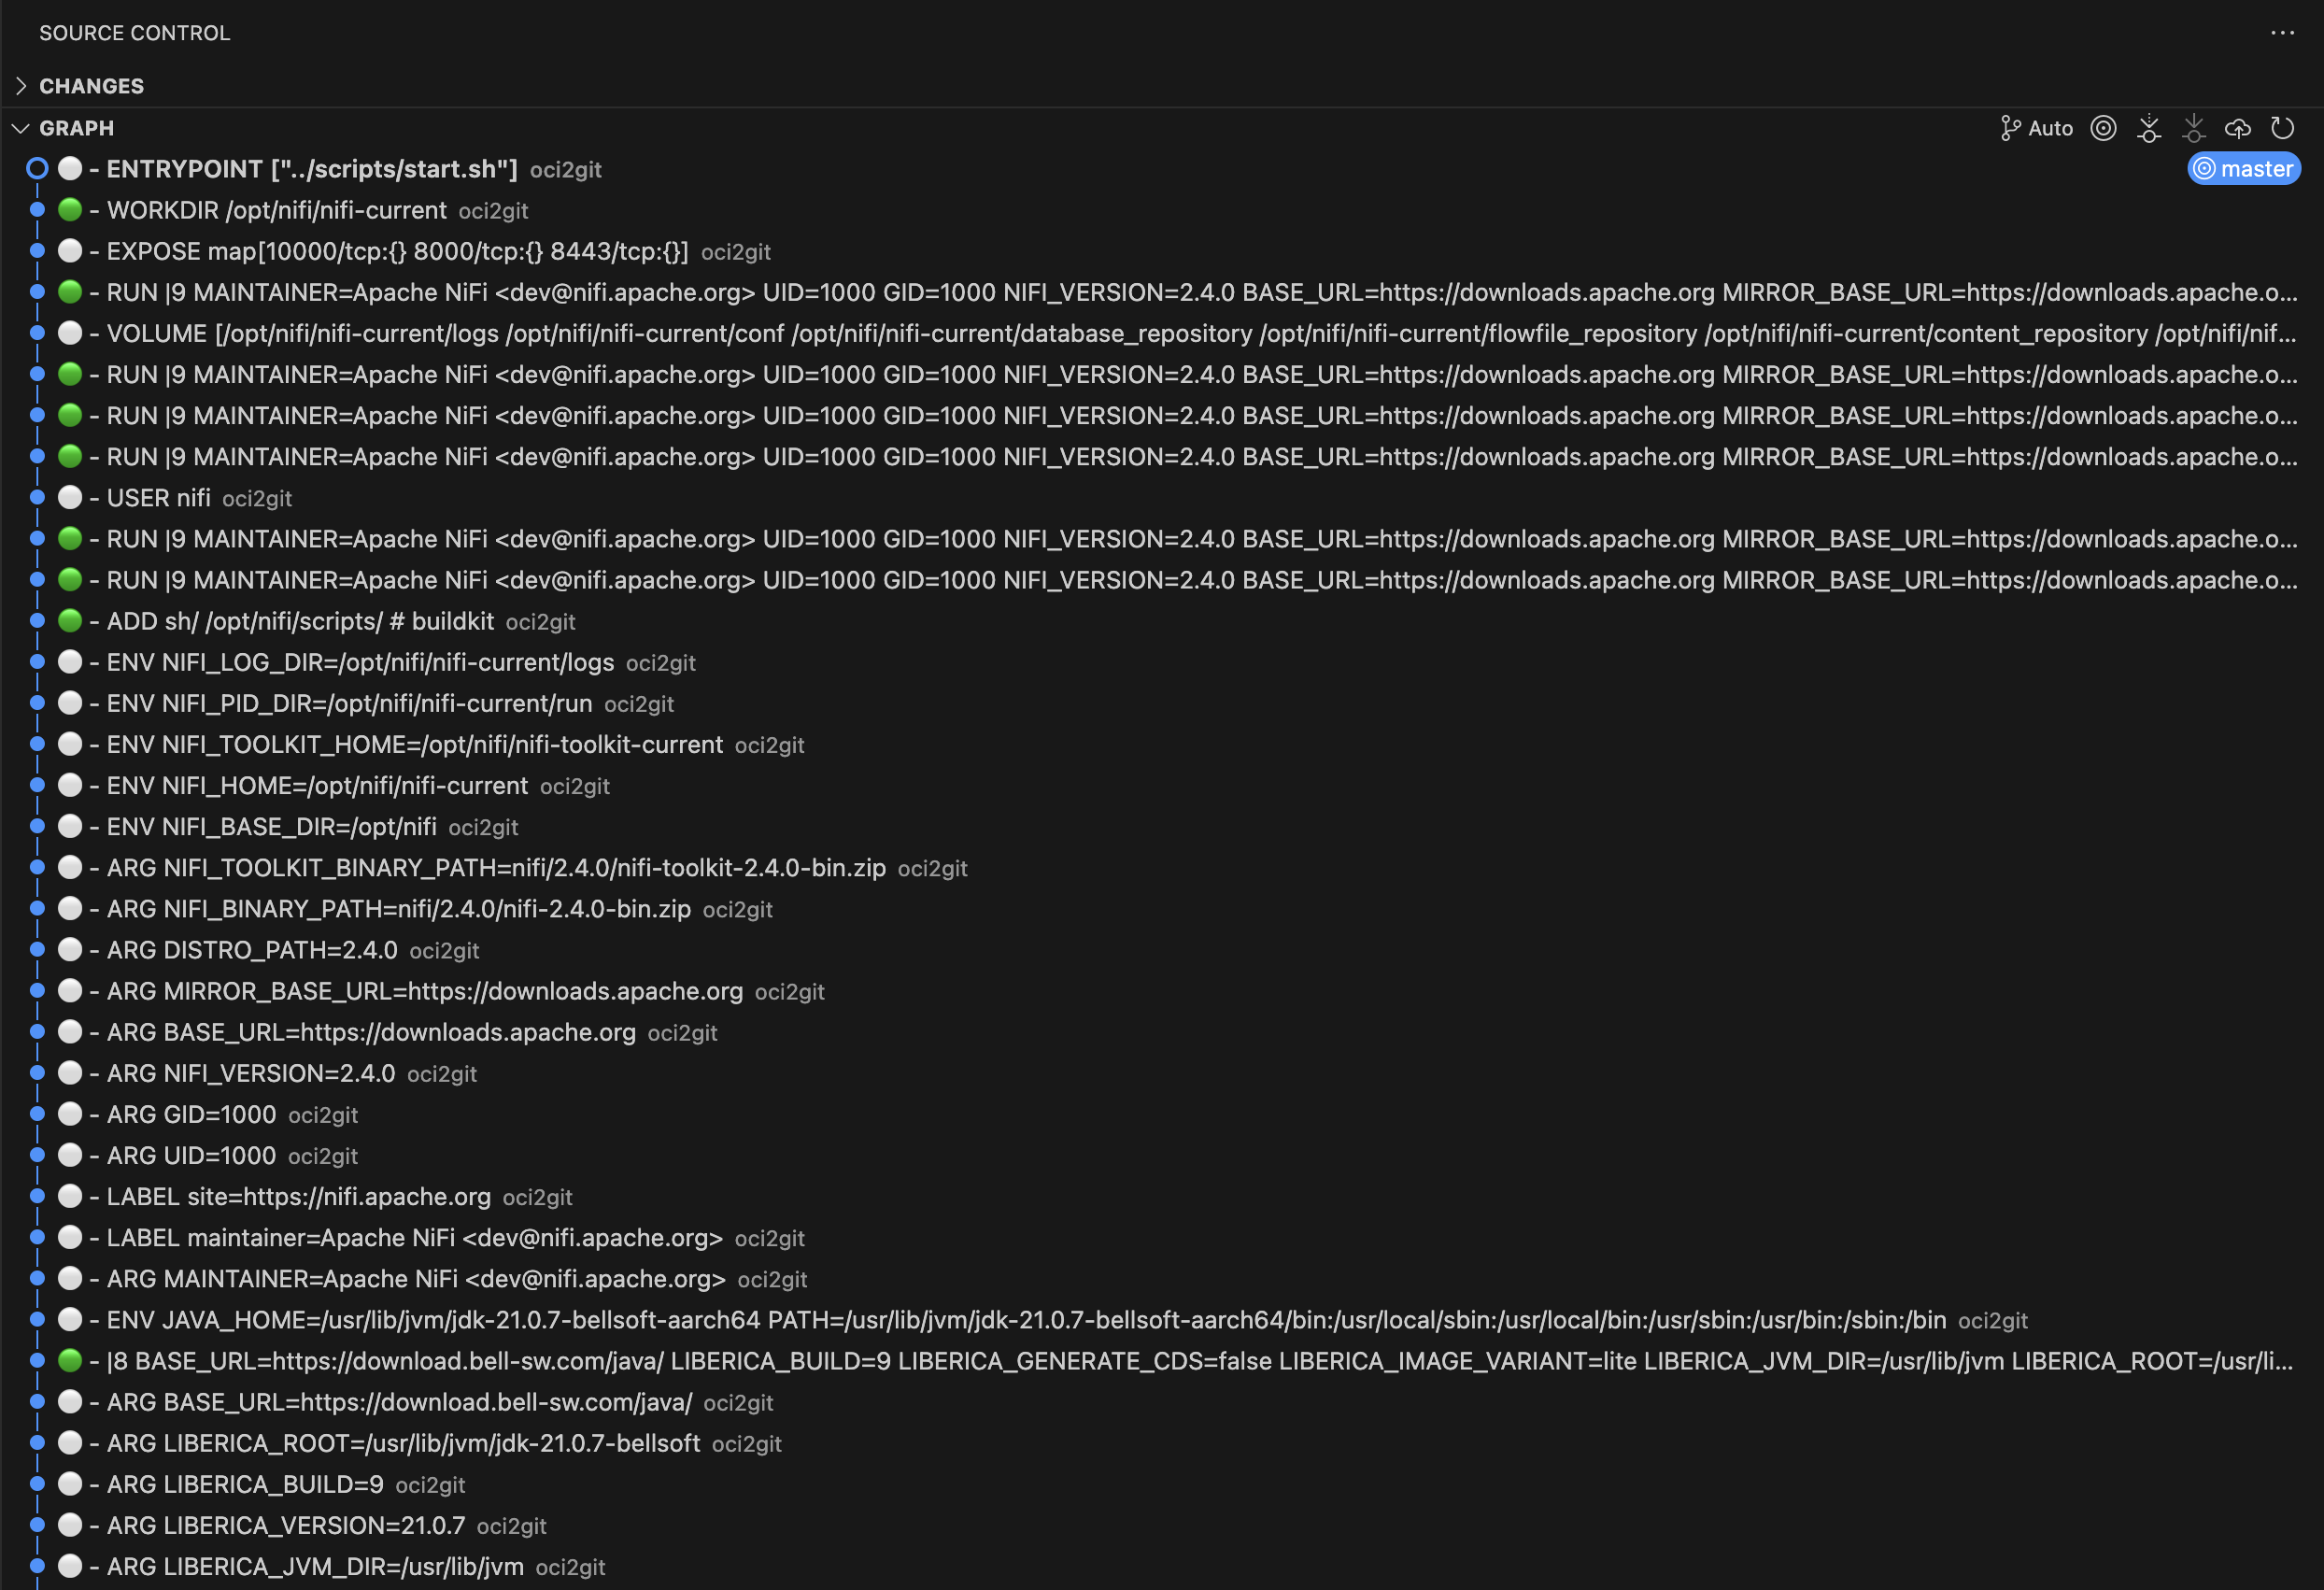 SOURCE CONTROL
CHANGES
GRAPH Auto
- ENTRYPOINT ["../scripts/start.sh"] oci2git master
- WORKDIR /opt/nifi/nifi-current oci2git
- EXPOSE map[10000/tcp:{} 8000/tcp:{} 8443/tcp:{}] oci2git
- RUN |9 MAINTAINER=Apache NiFi <dev@nifi.apache.org> UID=1000 GID=1000 NIFI_VERSION=2.4.0 BASE_URL=https://downloads.apache.org MIRROR_BASE_URL=https://downloads.apache.o...
- VOLUME [/opt/nifi/nifi-current/logs /opt/nifi/nifi-current/conf /opt/nifi/nifi-current/database_repository /opt/nifi/nifi-current/flowfile_repository /opt/nifi/nifi-current/content_repository /opt/nifi/nif...
- RUN |9 MAINTAINER=Apache NiFi <dev@nifi.apache.org> UID=1000 GID=1000 NIFI_VERSION=2.4.0 BASE_URL=https://downloads.apache.org MIRROR_BASE_URL=https://downloads.apache.o...
- RUN |9 MAINTAINER=Apache NiFi <dev@nifi.apache.org> UID=1000 GID=1000 NIFI_VERSION=2.4.0 BASE_URL=https://downloads.apache.org MIRROR_BASE_URL=https://downloads.apache.o...
- RUN |9 MAINTAINER=Apache NiFi <dev@nifi.apache.org> UID=1000 GID=1000 NIFI_VERSION=2.4.0 BASE_URL=https://downloads.apache.org MIRROR_BASE_URL=https://downloads.apache.o...
- USER nifi oci2git
- RUN |9 MAINTAINER=Apache NiFi <dev@nifi.apache.org> UID=1000 GID=1000 NIFI_VERSION=2.4.0 BASE_URL=https://downloads.apache.org MIRROR_BASE_URL=https://downloads.apache.o...
- RUN |9 MAINTAINER=Apache NiFi <dev@nifi.apache.org> UID=1000 GID=1000 NIFI_VERSION=2.4.0 BASE_URL=https://downloads.apache.org MIRROR_BASE_URL=https://downloads.apache.o...
- ADD sh/ /opt/nifi/scripts/ # buildkit oci2git
- ENV NIFI_LOG_DIR=/opt/nifi/nifi-current/logs oci2git
- ENV NIFI_PID_DIR=/opt/nifi/nifi-current/run oci2git
- ENV NIFI_TOOLKIT_HOME=/opt/nifi/nifi-toolkit-current oci2git
- ENV NIFI_HOME=/opt/nifi/nifi-current oci2git
- ENV NIFI_BASE_DIR=/opt/nifi oci2git
- ARG NIFI_TOOLKIT_BINARY_PATH=nifi/2.4.0/nifi-toolkit-2.4.0-bin.zip oci2git
- ARG NIFI_BINARY_PATH=nifi/2.4.0/nifi-2.4.0-bin.zip oci2git
- ARG DISTRO_PATH=2.4.0 oci2git
- ARG MIRROR_BASE_URL=https://downloads.apache.org oci2git
- ARG BASE_URL=https://downloads.apache.org oci2git
- ARG NIFI_VERSION=2.4.0 oci2git
- ARG GID=1000 oci2git
- ARG UID=1000 oci2git
- LABEL site=https://nifi.apache.org oci2git
- LABEL maintainer=Apache NiFi <dev@nifi.apache.org> oci2git
- ARG MAINTAINER=Apache NiFi <dev@nifi.apache.org> oci2git
- ENV JAVA_HOME=/usr/lib/jvm/jdk-21.0.7-bellsoft-aarch64 PATH=/usr/lib/jvm/jdk-21.0.7-bellsoft-aarch64/bin:/usr/local/sbin:/usr/local/bin:/usr/sbin:/usr/bin:/sbin:/bin oci2git
- |8 BASE_URL=https://download.bell-sw.com/java/ LIBERICA_BUILD=9 LIBERICA_GENERATE_CDS=false LIBERICA_IMAGE_VARIANT=lite LIBERICA_JVM_DIR=/usr/lib/jvm LIBERICA_ROOT=/usr/li...
- ARG BASE_URL=https://download.bell-sw.com/java/ oci2git
- ARG LIBERICA_ROOT=/usr/lib/jvm/jdk-21.0.7-bellsoft oci2git
- ARG LIBERICA_BUILD=9 oci2git
- ARG LIBERICA_VERSION=21.0.7 oci2git
- ARG LIBERICA_JVM_DIR=/usr/lib/jvm oci2git